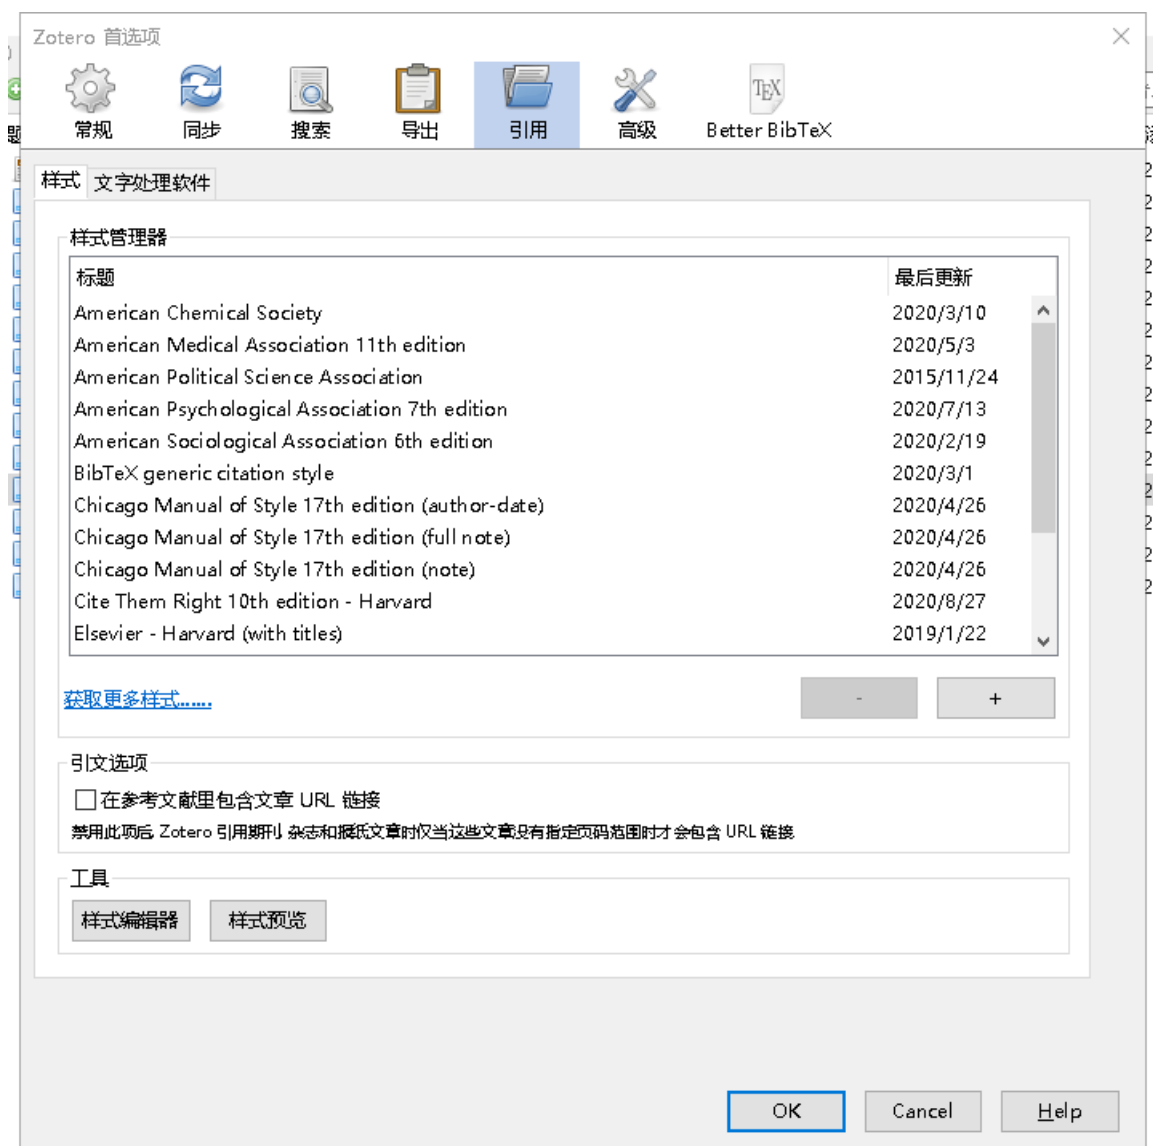 Zotero 首选项
常规 同步 搜索 导出 引用 高级 TEX Better BibTeX
样式 文字处理软件
样式管理器
标题 最后更新
American Chemical Society 2020/3/10
American Medical Association 11th edition 2020/5/3
American Political Science Association 2015/11/24
American Psychological Association 7th edition 2020/7/13
American Sociological Association 6th edition 2020/2/19
BibTeX generic citation style 2020/3/1
Chicago Manual of Style 17th edition (author-date) 2020/4/26
Chicago Manual of Style 17th edition (full note) 2020/4/26
Chicago Manual of Style 17th edition (note) 2020/4/26
Cite Them Right 10th edition - Harvard 2020/8/27
Elsevier - Harvard (with titles) 2019/1/22
获取更多样式...... - +
引文选项
在参考文献里包含文章 URL 链接
禁用此项后, Zotero 引用期刊, 杂志和报纸文章时仅当这些文章没有指定页码范围时才会包含 URL 链接
工具
样式编辑器 样式预览
OK Cancel Help